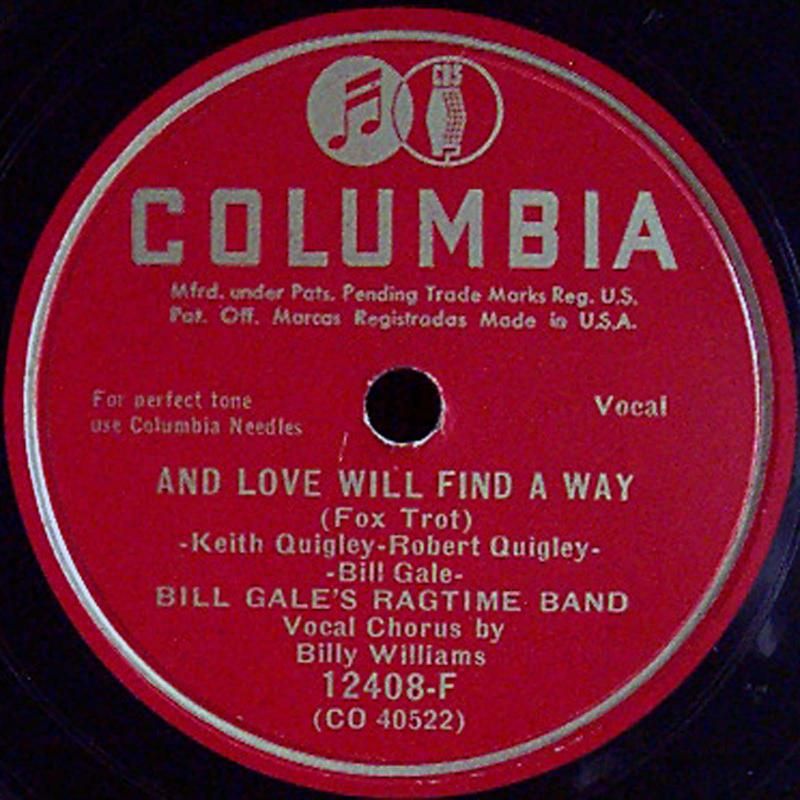 CBS
COLUMBIA
Mfrd. under Pats. Pending Trade Marks Reg. U.S.
Pat. Off. Marcas Registradas Made in U.S.A.
For perfect tone
use Columbia Needles
Vocal
AND LOVE WILL FIND A WAY
(Fox Trot)
-Keith Quigley-Robert Quigley-
-Bill Gale-
BILL GALE'S RAGTIME BAND
Vocal Chorus by
Billy Williams
12408-F
(CO 40522)